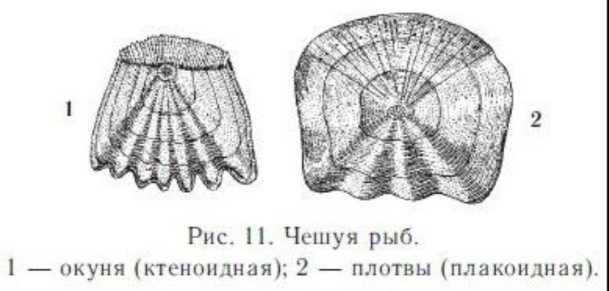 1
2
Рис. 11. Чешуя рыб.
1 — окуня (ктеноидная); 2 — плотвы (плакоидная).